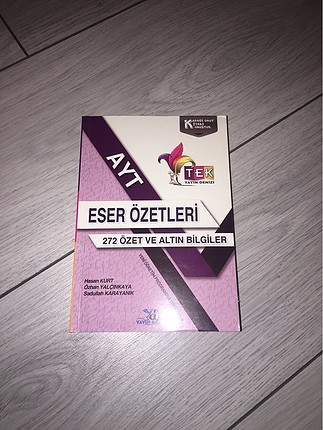 AYT
TEK
YAYIN DENİZİ
ESER ÖZETLERİ
272 ÖZET VE ALTIN BİLGİLER
Hasan KURT
Özhan YALÇINKAYA
Sadullah KARAYANIK